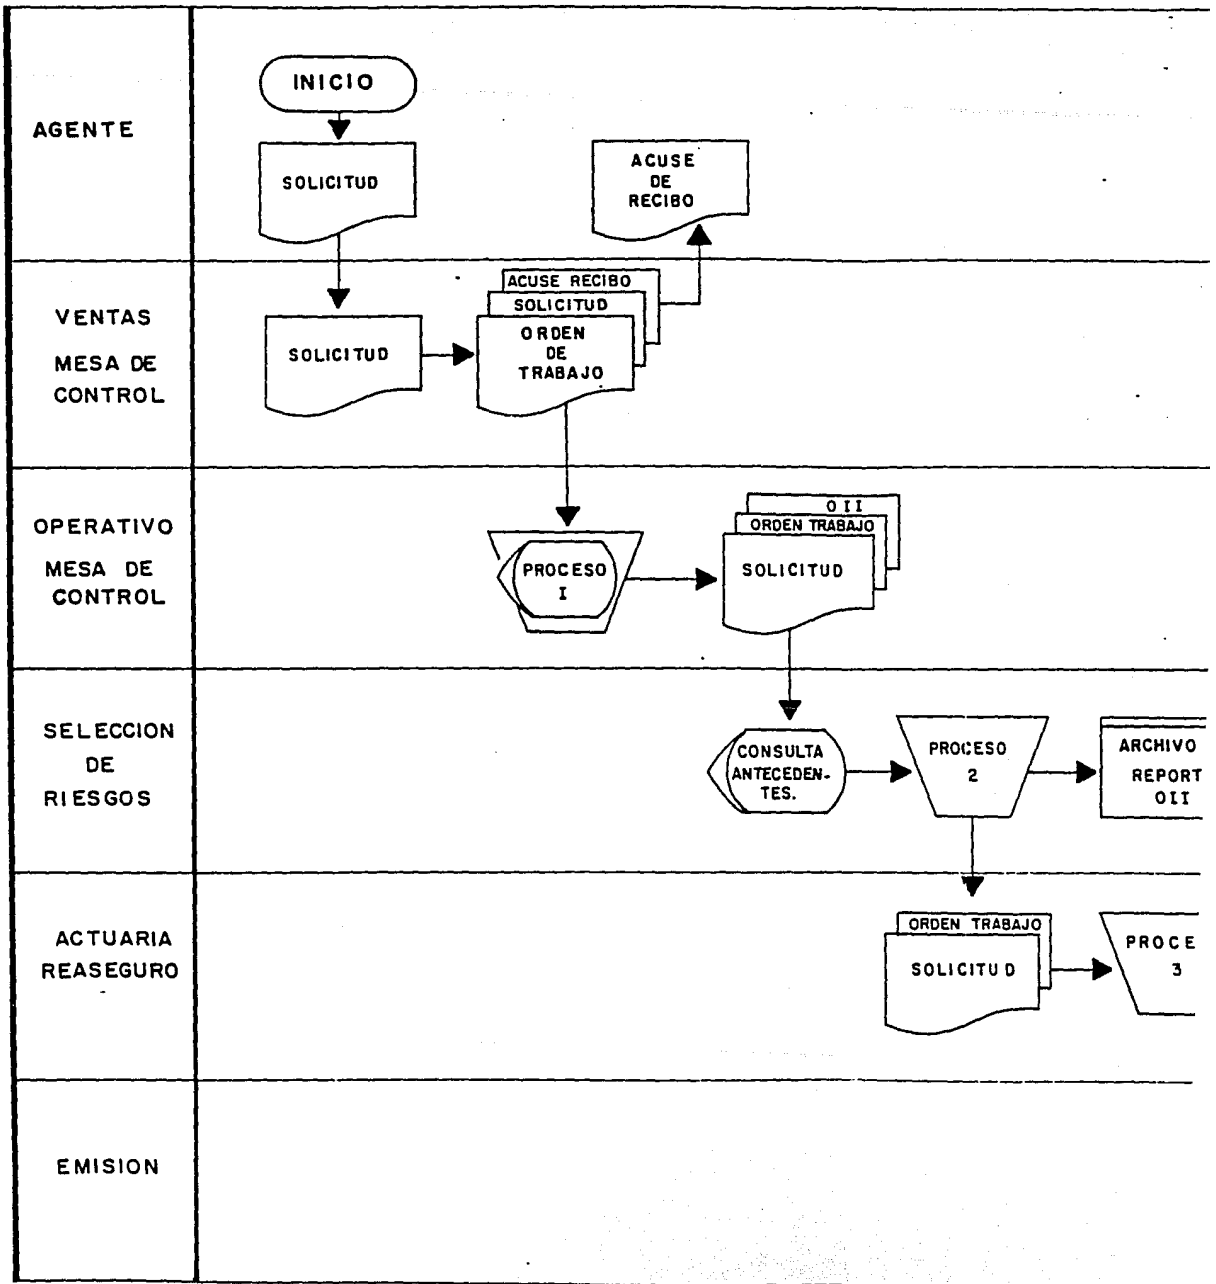 AGENTE
INICIO
SOLICITUD
ACUSE
DE
RECIBO
VENTAS
MESA DE
CONTROL
SOLICITUD
ACUSE RECIBO
SOLICITUD
ORDEN
DE
TRABAJO
OPERATIVO
MESA DE
CONTROL
PROCESO
I
OII
ORDEN TRABAJO
SOLICITUD
SELECCION
DE
RIESGOS
CONSULTA
ANTECEDEN-
TES.
PROCESO
2
ARCHIVO
REPORT
OII
ACTUARIA
REASEGURO
ORDEN TRABAJO
SOLICITUD
PROCE
3
EMISION